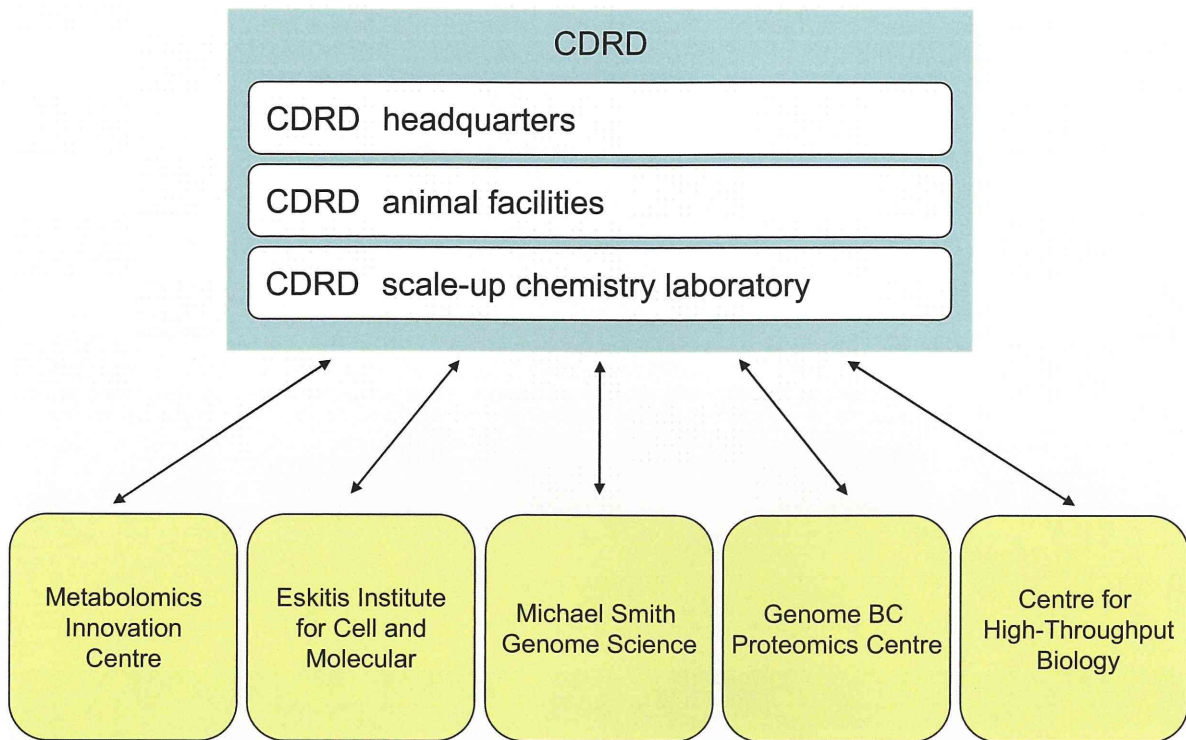 CDRD
CDRD headquarters
CDRD animal facilities
CDRD scale-up chemistry laboratory
Metabolomics
Innovation
Centre
Eskitis Institute
for Cell and
Molecular
Michael Smith
Genome Science
Genome BC
Proteomics Centre
Centre for
High-Throughput
Biology